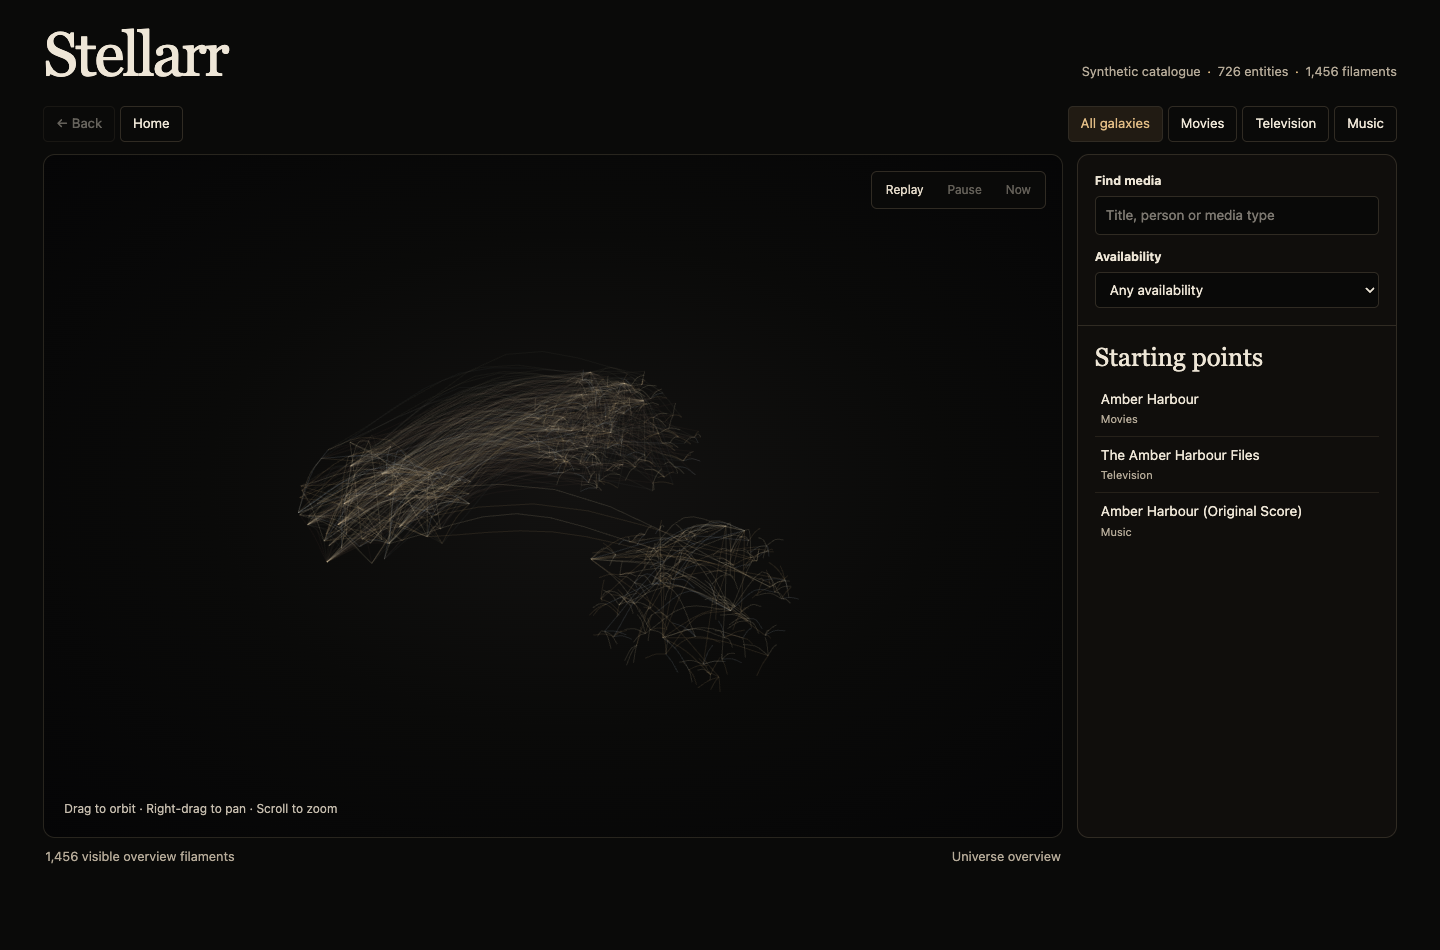 Stellarr
Synthetic catalogue · 726 entities · 1,456 filaments
← Back
Home
All galaxies
Movies
Television
Music
Replay
Pause
Now
Drag to orbit · Right-drag to pan · Scroll to zoom
1,456 visible overview filaments
Universe overview
Find media
Title, person or media type
Availability
Any availability
Starting points
Amber Harbour
Movies
The Amber Harbour Files
Television
Amber Harbour (Original Score)
Music